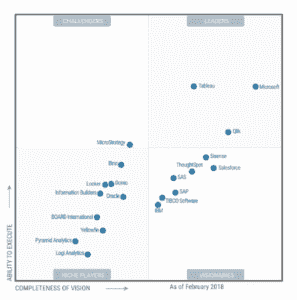 CHALLENGERS
LEADERS
Tableau
Microsoft
Qlik
MicroStrategy
Birst
Sisense
ThoughtSpot
Salesforce
SAS
Looker
Domo
Information Builders
Oracle
SAP
TIBCO Software
IBM
BOARD International
Yellowfin
Pyramid Analytics
Logi Analytics
ABILITY TO EXECUTE
NICHE PLAYERS
VISIONARIES
COMPLETENESS OF VISION
As of February 2018